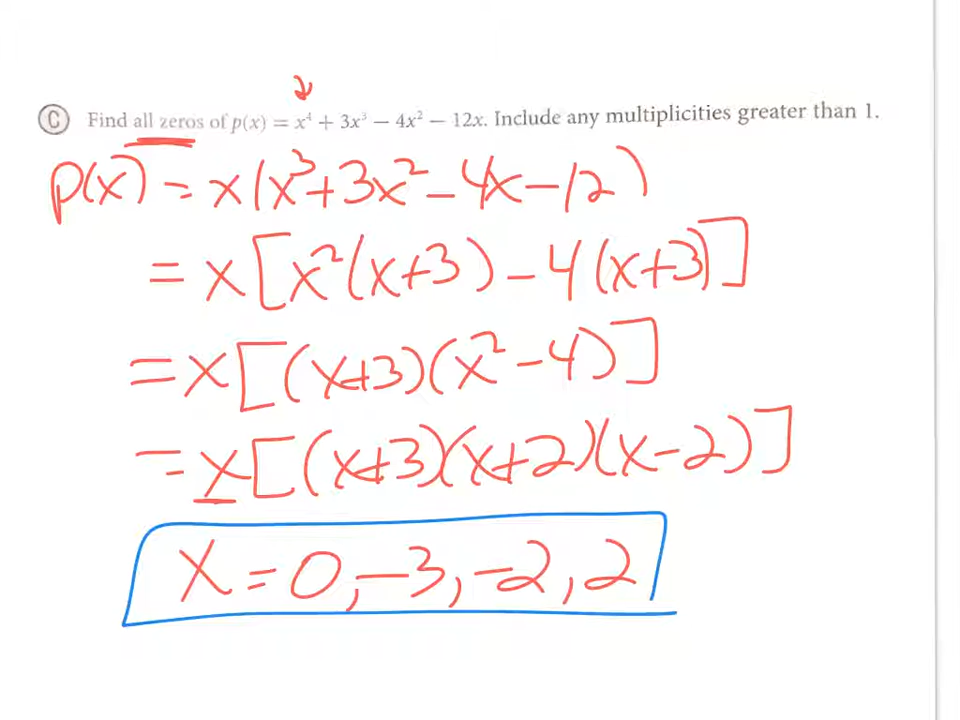 C Find all zeros of p(x) = x⁴ + 3x³ − 4x² − 12x. Include any multiplicities greater than 1.
p(x) = x(x³+3x²−4x−12)
= x[x²(x+3)−4(x+3)]
= x[(x+3)(x²−4)]
= x[(x+3)(x+2)(x−2)]
x = 0, −3, −2, 2